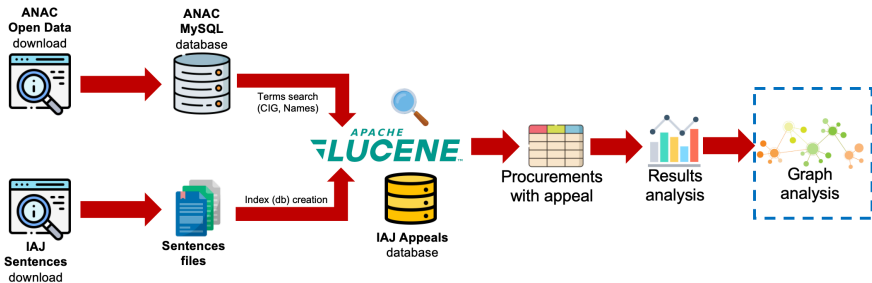 ANAC
Open Data
download
ANAC
MySQL
database
Terms search
(CIG, Names)
APACHE
LUCENE™
Procurements
with appeal
Results
analysis
Graph
analysis
IAJ
Sentences
download
Sentences
files
Index (db) creation
IAJ Appeals
database